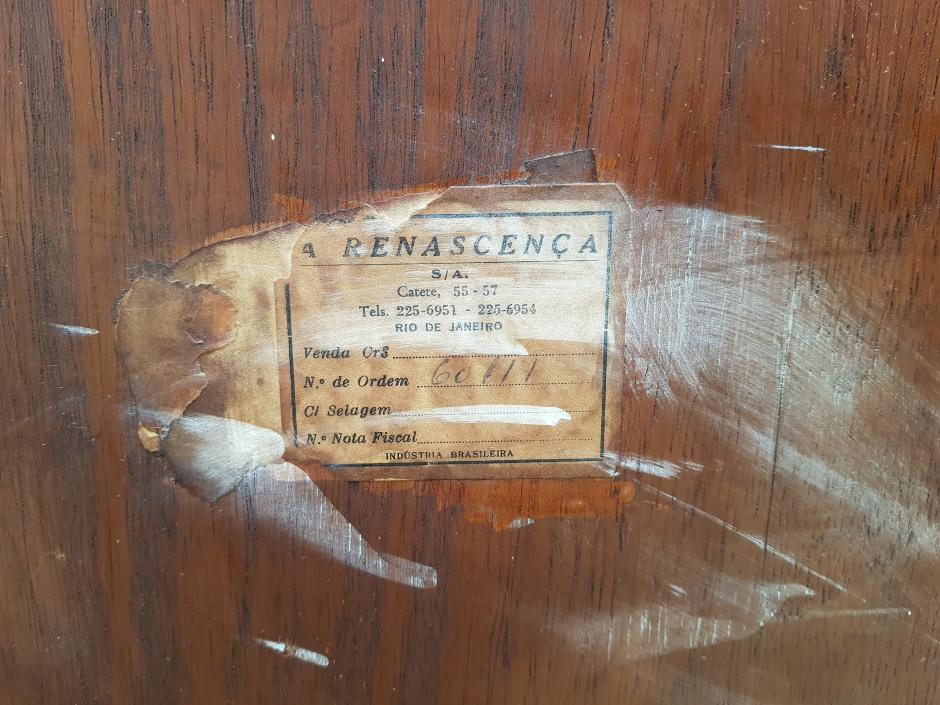 A RENASCENÇA
S/A.
Catete, 55 - 57
Tels. 225-6951 - 225-6954
RIO DE JANEIRO
Venda Cr$
N.º de Ordem
C/ Selagem
N.º Nota Fiscal
INDÚSTRIA BRASILEIRA